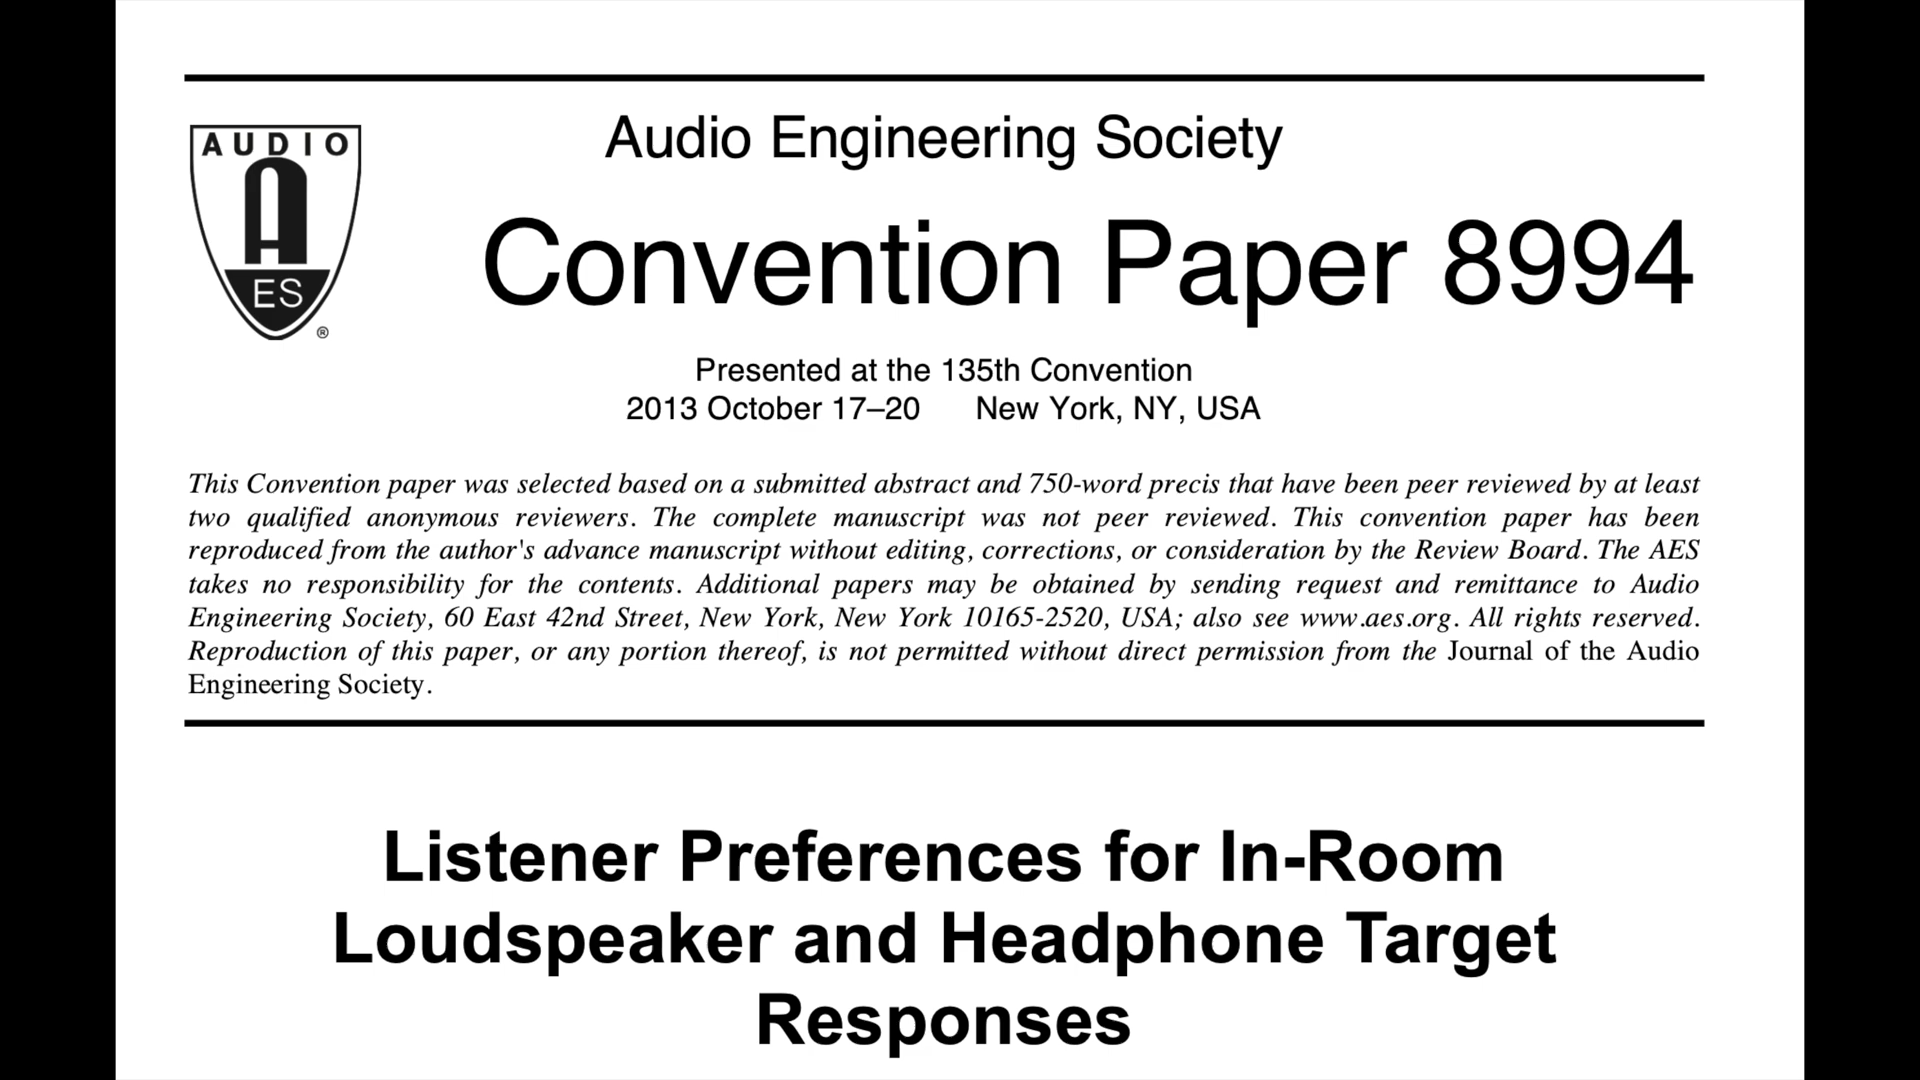 AUDIO
A
ES
®
Audio Engineering Society
Convention Paper 8994
Presented at the 135th Convention
2013 October 17–20 New York, NY, USA
This Convention paper was selected based on a submitted abstract and 750-word precis that have been peer reviewed by at least
two qualified anonymous reviewers. The complete manuscript was not peer reviewed. This convention paper has been
reproduced from the author's advance manuscript without editing, corrections, or consideration by the Review Board. The AES
takes no responsibility for the contents. Additional papers may be obtained by sending request and remittance to Audio
Engineering Society, 60 East 42nd Street, New York, New York 10165-2520, USA; also see www.aes.org. All rights reserved.
Reproduction of this paper, or any portion thereof, is not permitted without direct permission from the Journal of the Audio
Engineering Society.
Listener Preferences for In-Room
Loudspeaker and Headphone Target
Responses